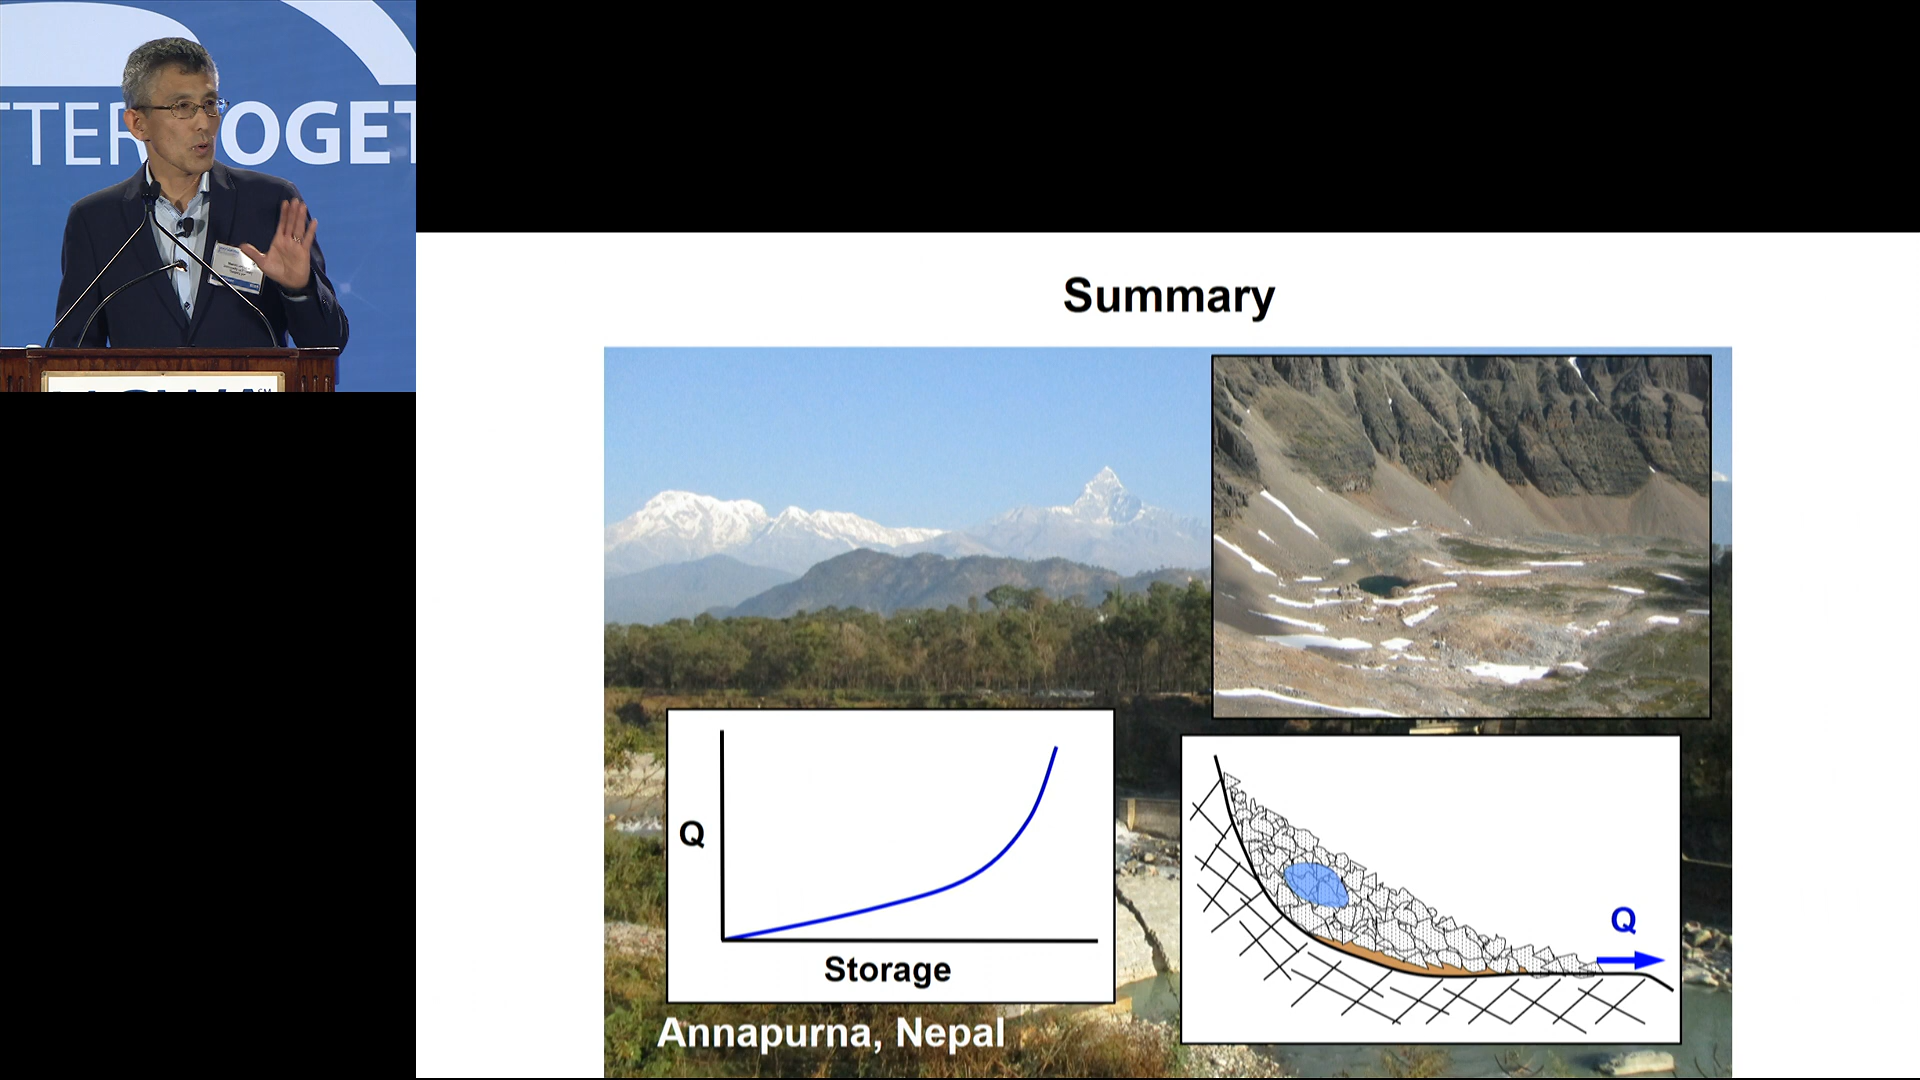 TTER TOGET
Summary
Q
Storage
Annapurna, Nepal
Q